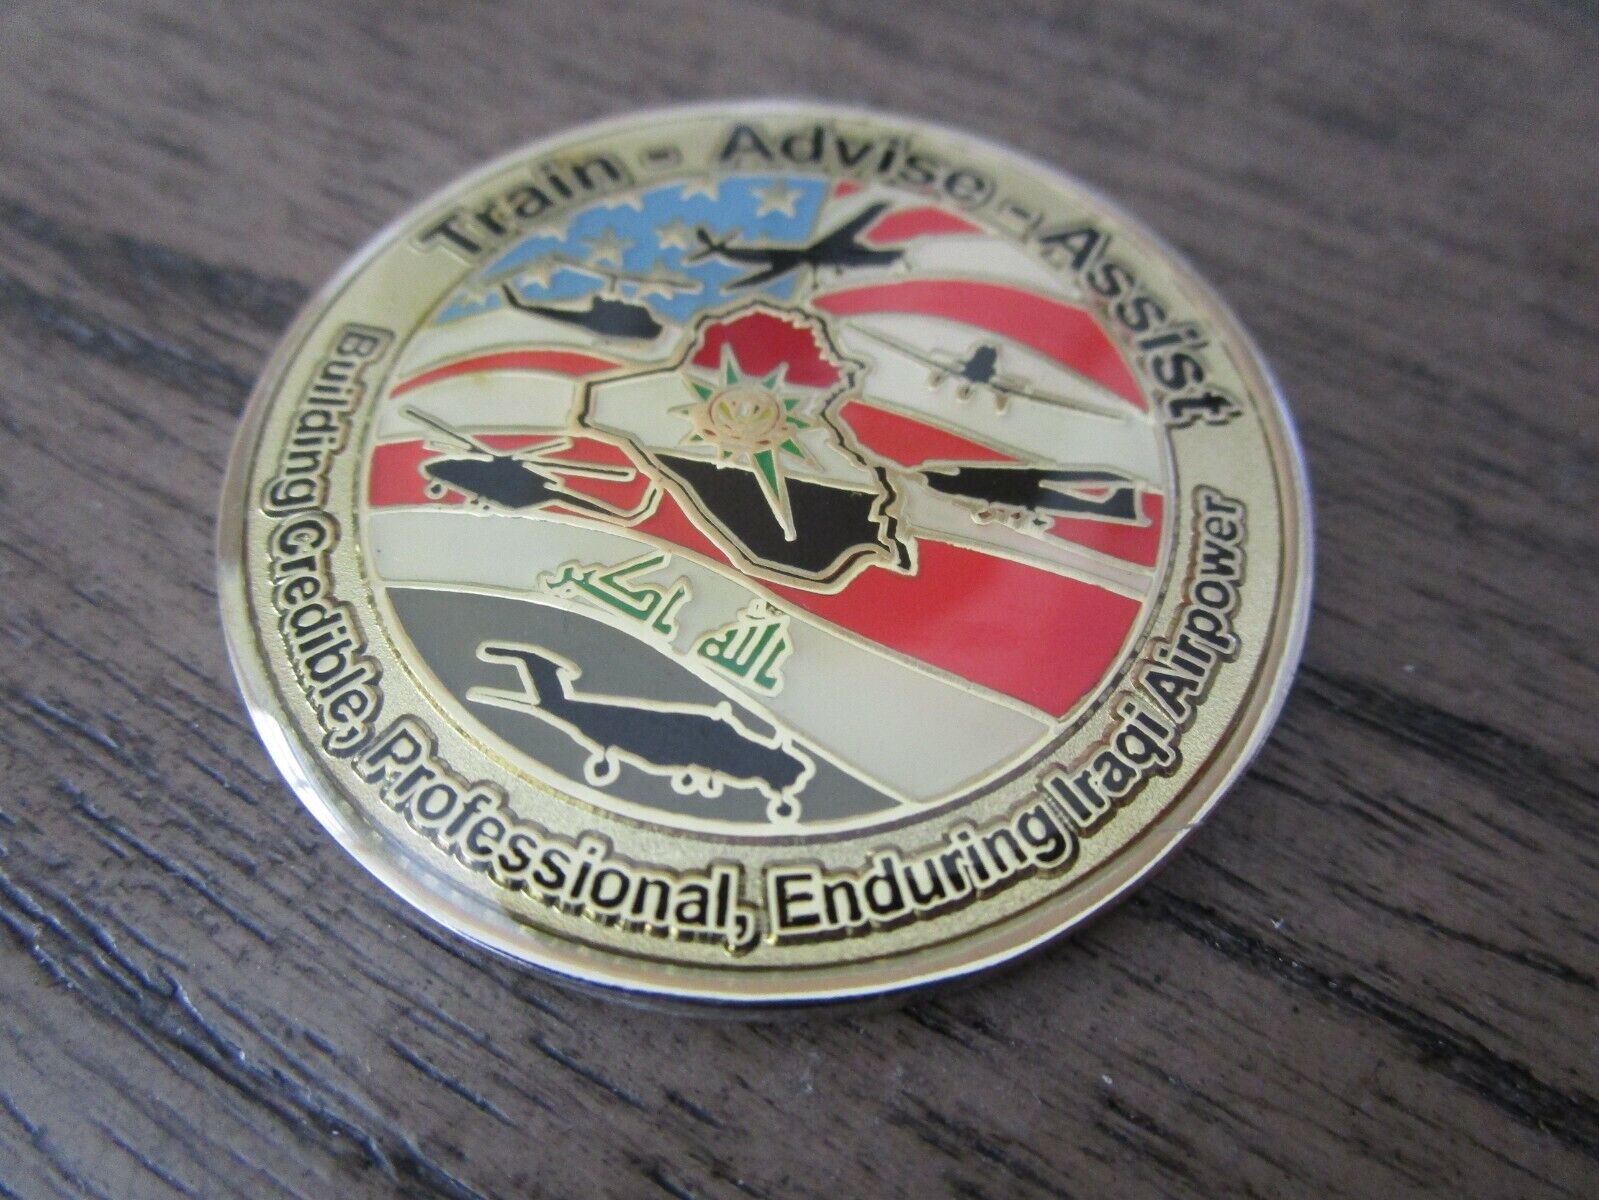 Train - Advise - Assist
الله اكبر
Building Credible, Professional, Enduring Iraqi Airpower